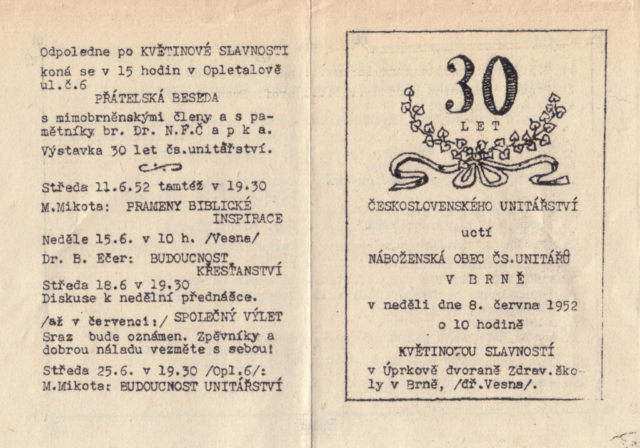 Odpoledne po KVĚTINOVÉ SLAVNOSTI
koná se v 15 hodin v Opletalově
ul.č.6
PŘÁTELSKÁ BESEDA
s mimobrněnskými členy a s pa-
mětníky br. Dr. N.F.Č a p k a.
Výstavka 30 let čs.unitářství.
Středa 11.6.52 tamtéž v 19.30
M.Mikota: PRAMENY BIBLICKÉ
INSPIRACE
Neděle 15.6. v 10 h. /Vesna/
Dr. B. Ečer: BUDOUCNOST
KŘESŤANSTVÍ
Středa 18.6 v 19.30
Diskuse k nedělní přednášce.
/až v červenci:/ SPOLEČNÝ VÝLET
Sraz bude oznámen. Zpěvníky a
dobrou náladu vezměte s sebou!
Středa 25.6. v 19.30 /Opl.6/:
M.Mikota: BUDOUCNOST UNITÁŘSTVÍ
30
LET
ČESKOSLOVENSKÉHO UNITÁŘSTVÍ
uctí
NÁBOŽENSKÁ OBEC ČS.UNITÁŘŮ
V BRNĚ
v neděli dne 8. června 1952
o 10 hodině
KVĚTINOTOU SLAVNOSTÍ
v Úprkově dvoraně Zdrav.ško-
ly v Brně, /dř.Vesna/.